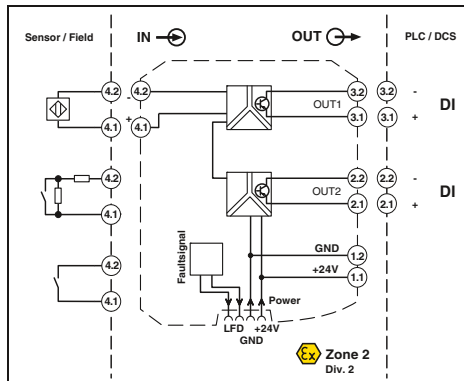 Sensor / Field
IN
OUT
PLC / DCS
4.2
4.2
-
3.2
3.2
-
OUT1
DI
4.1
+
4.1
3.1
3.1
+
4.2
2.2
2.2
-
OUT2
DI
4.1
2.1
2.1
+
Faultsignal
GND
1.2
4.2
+24V
1.1
4.1
Power
LFD
+24V
GND
Ex
Zone 2
Div. 2